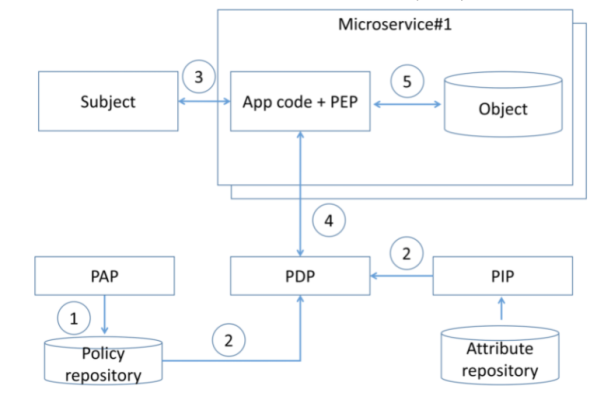 Microservice#1
3
5
Subject
App code + PEP
Object
4
2
PAP
PDP
PIP
1
2
Policy
repository
Attribute
repository